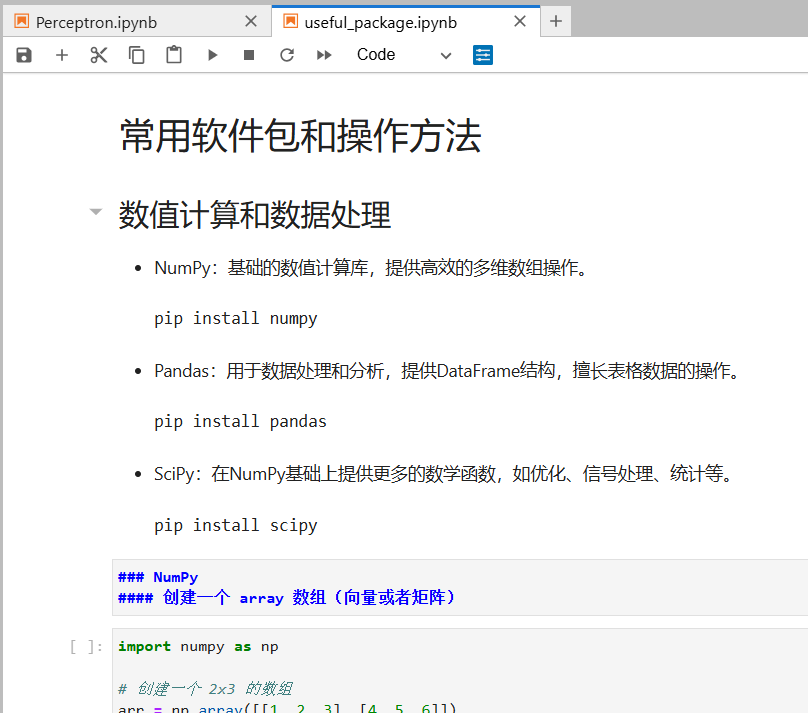 Perceptron.ipynb
useful_package.ipynb
Code
常用软件包和操作方法
数值计算和数据处理
NumPy：基础的数值计算库，提供高效的多维数组操作。
pip install numpy
Pandas：用于数据处理和分析，提供DataFrame结构，擅长表格数据的操作。
pip install pandas
SciPy：在NumPy基础上提供更多的数学函数，如优化、信号处理、统计等。
pip install scipy
### NumPy
#### 创建一个 array 数组（向量或者矩阵）
[ ]:
import numpy as np
# 创建一个 2x3 的数组
arr = np.array([[1, 2, 3], [4, 5, 6]])